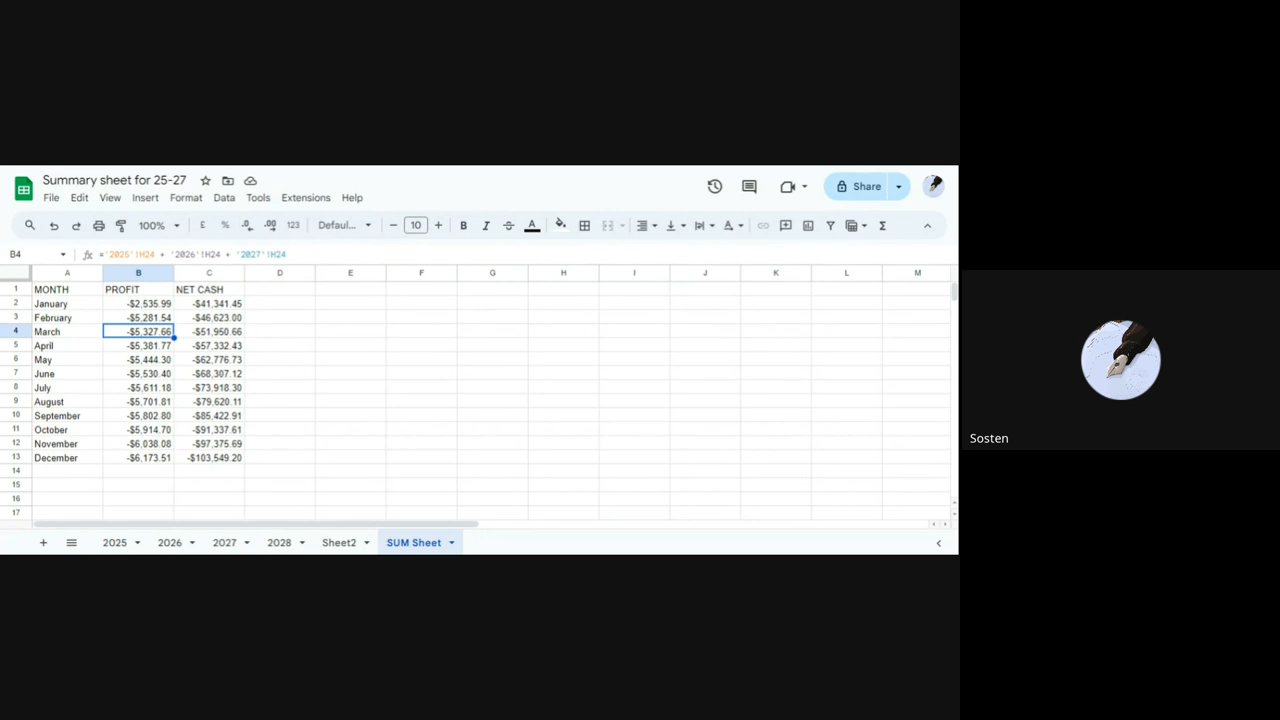 Summary sheet for 25-27
File Edit View Insert Format Data Tools Extensions Help
Share
100% £ % .0 .00 123 Defaul... 10 B I A Σ
B4 fx ='2025'!H24 + '2026'!H24 + '2027'!H24
A B C D E F G H I J K L M
1 MONTH PROFIT NET CASH
2 January -$2,535.99 -$41,341.45
3 February -$5,281.54 -$46,623.00
4 March -$5,327.66 -$51,950.66
5 April -$5,381.77 -$57,332.43
6 May -$5,444.30 -$62,776.73
7 June -$5,530.40 -$68,307.12
8 July -$5,611.18 -$73,918.30
9 August -$5,701.81 -$79,620.11
10 September -$5,802.80 -$85,422.91
11 October -$5,914.70 -$91,337.61
12 November -$6,038.08 -$97,375.69
13 December -$6,173.51 -$103,549.20
14
15
16
17
2025 2026 2027 2028 Sheet2 SUM Sheet
Sosten